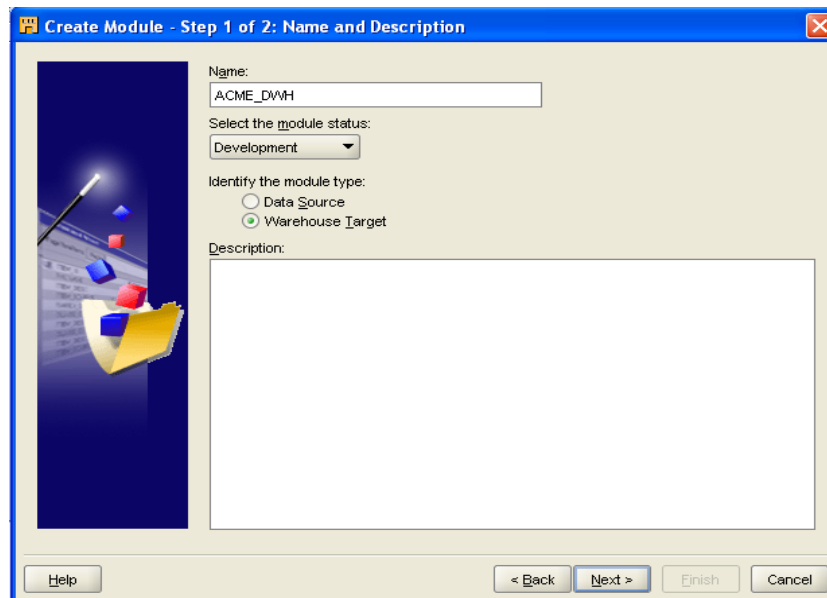 Create Module - Step 1 of 2: Name and Description
Name:
ACME_DWH
Select the module status:
Development
Identify the module type:
Data Source
Warehouse Target
Description:
Help < Back Next > Finish Cancel